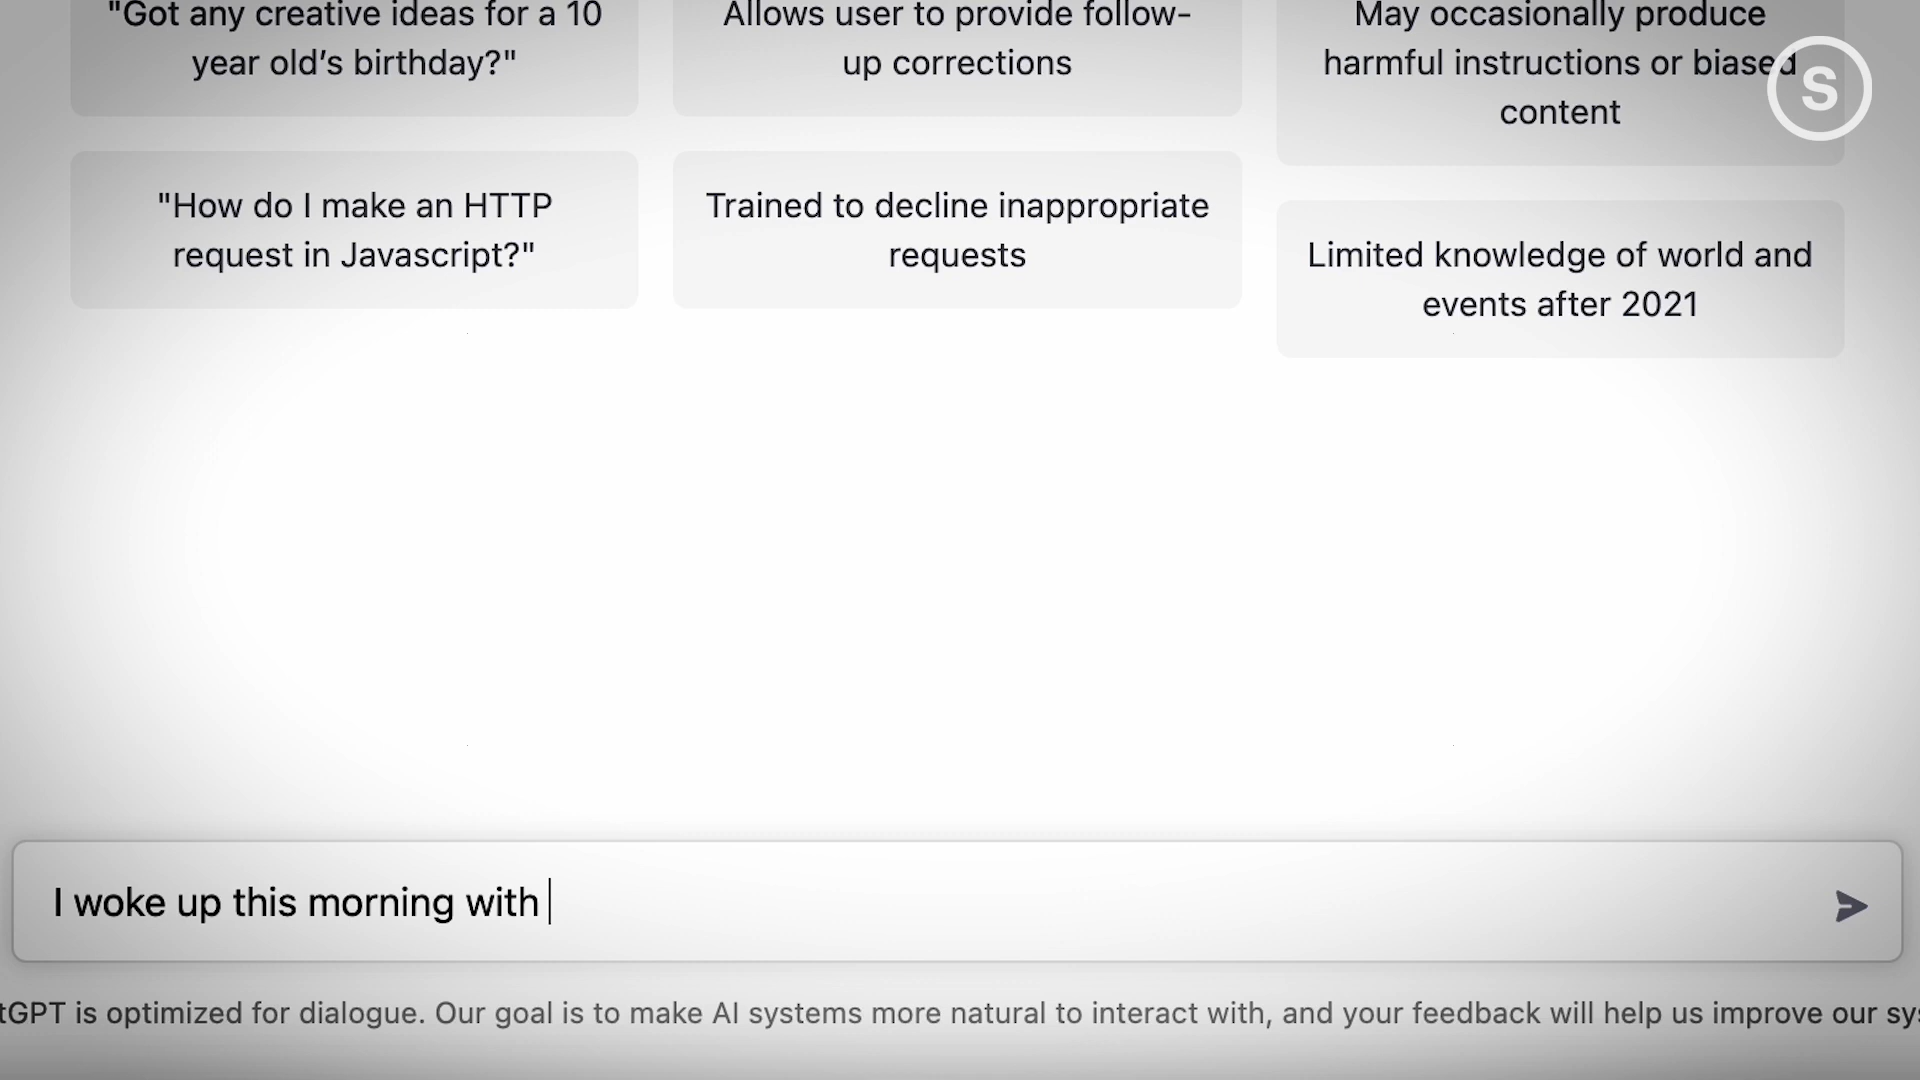 "Got any creative ideas for a 10
year old's birthday?"
Allows user to provide follow-
up corrections
May occasionally produce
harmful instructions or biased
content
S
"How do I make an HTTP
request in Javascript?"
Trained to decline inappropriate
requests
Limited knowledge of world and
events after 2021
I woke up this morning with
tGPT is optimized for dialogue. Our goal is to make AI systems more natural to interact with, and your feedback will help us improve our sys